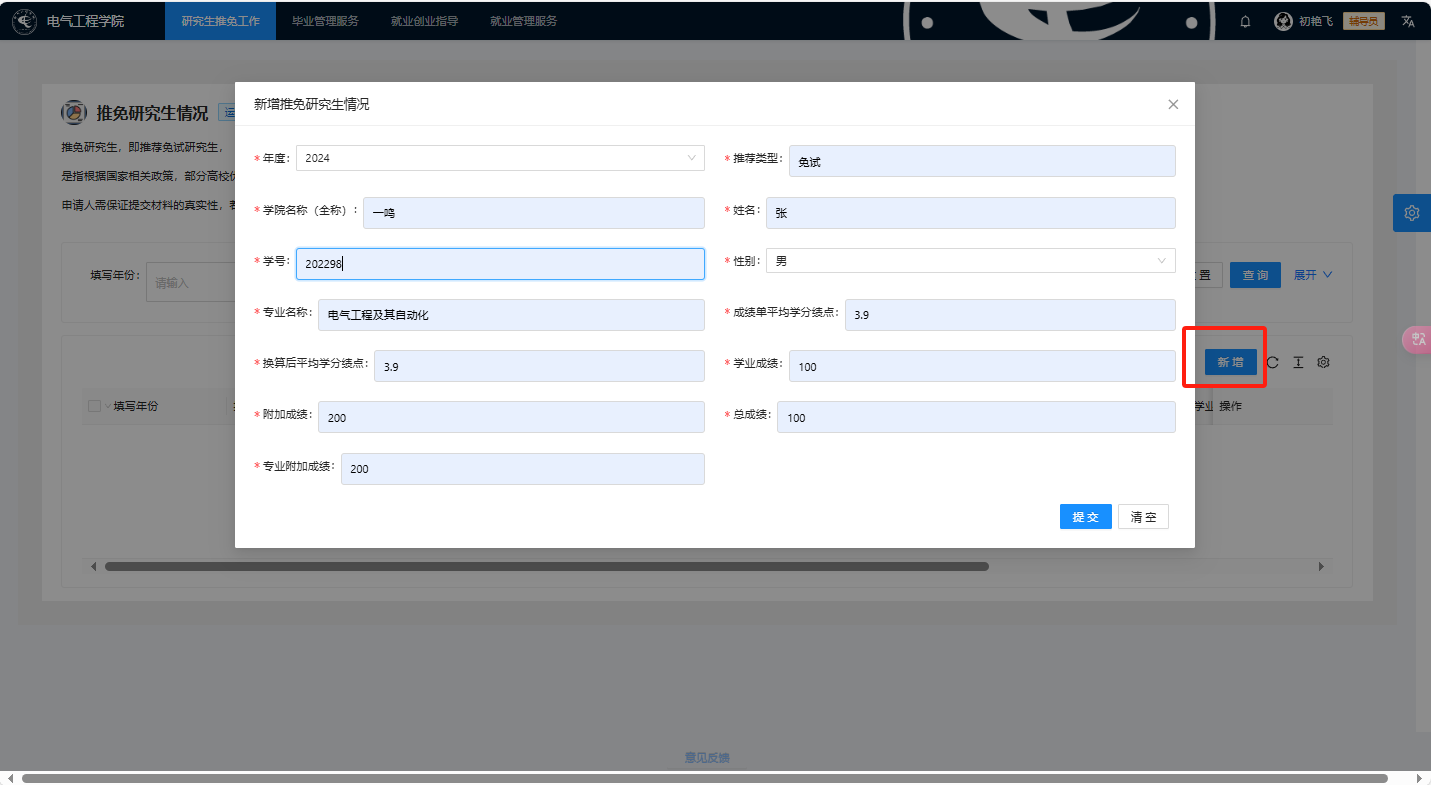 电气工程学院 研究生推免工作 毕业管理服务 就业创业指导 就业管理服务 初艳飞 辅导员
推免研究生情况 运
推免研究生，即推荐免试研究生，
是指根据国家相关政策，部分高校优
申请人需保证提交材料的真实性，
填写年份: 请输入 置 查询 展开
新增
填写年份 学业 操作
新增推免研究生情况
* 年度: 2024 * 推荐类型: 免试
* 学院名称（全称）: 一鸣 * 姓名: 张
* 学号: 202298 * 性别: 男
* 专业名称: 电气工程及其自动化 * 成绩单平均学分绩点: 3.9
* 换算后平均学分绩点: 3.9 * 学业成绩: 100
* 附加成绩: 200 * 总成绩: 100
* 专业附加成绩: 200
提交 清空
意见反馈